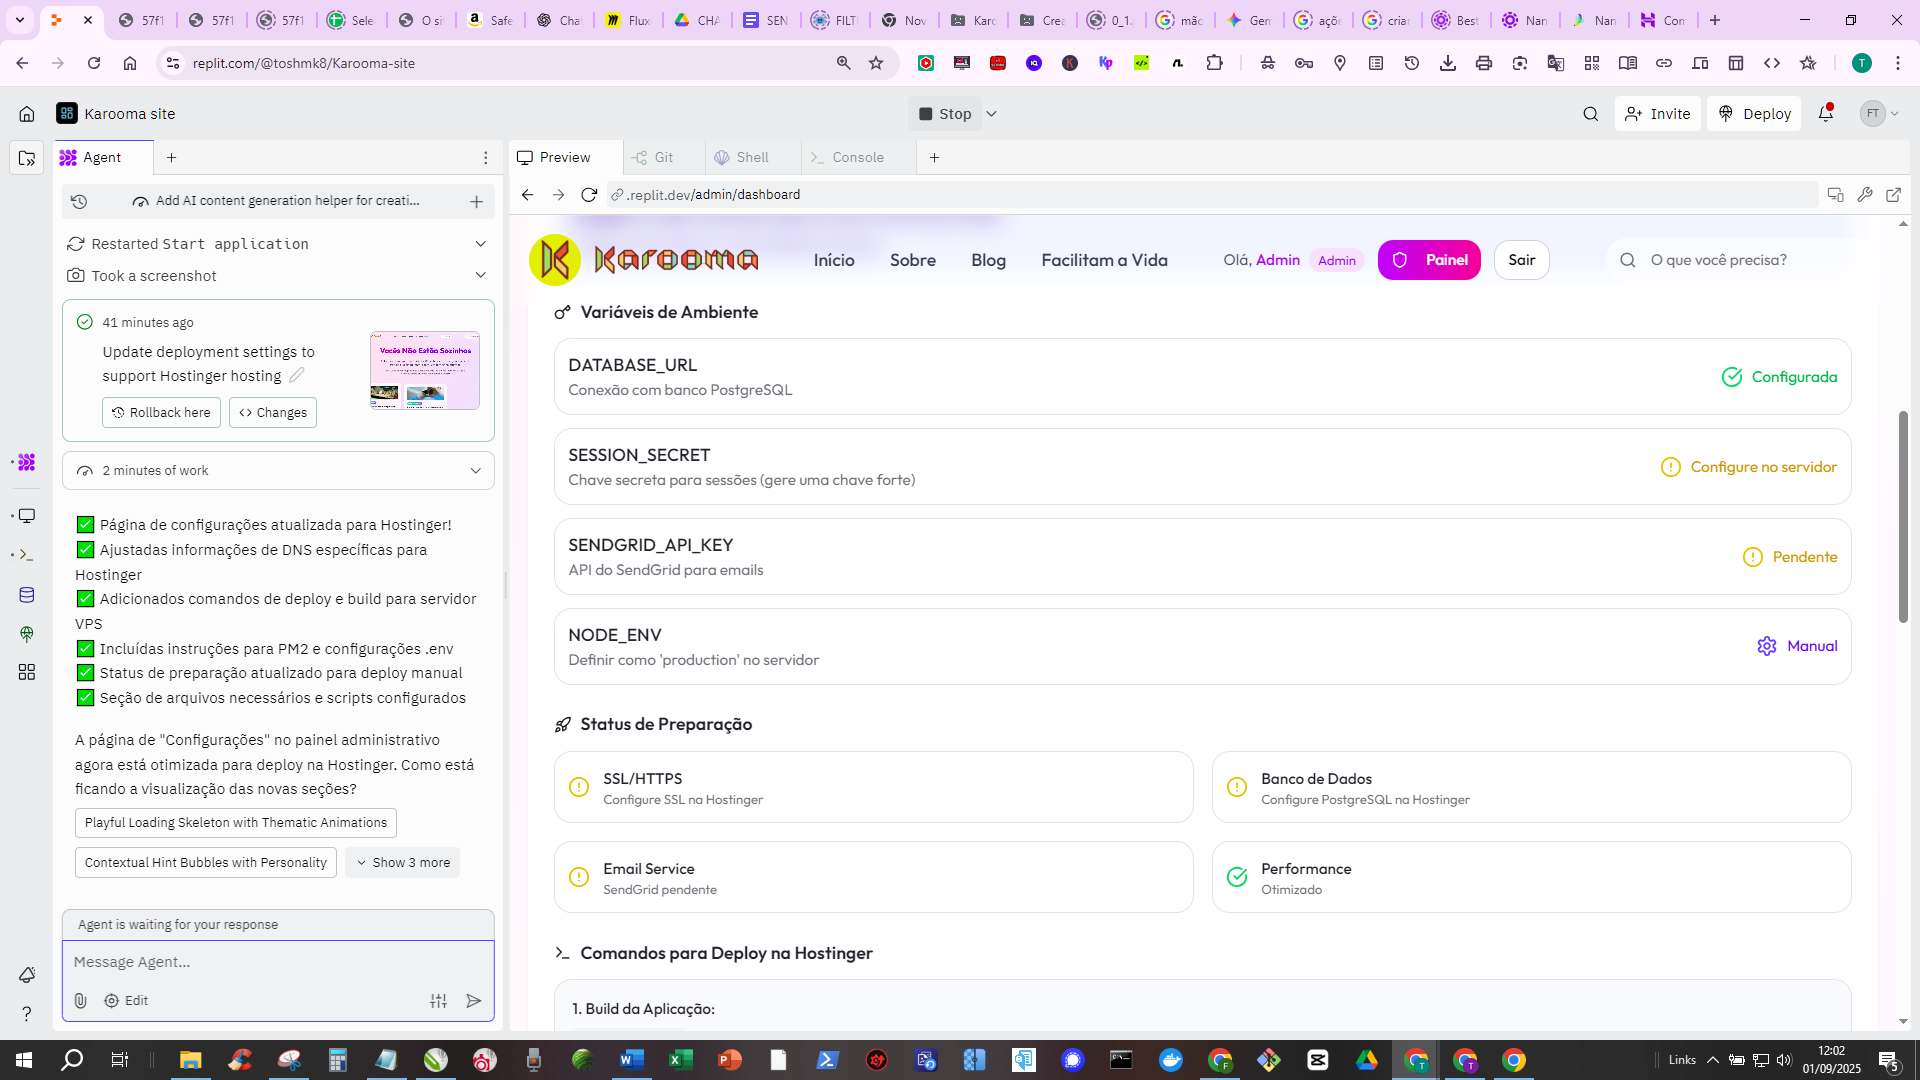 57f1
57f1
57f1
Sele
O si
Safe
Cha
Flux
CHA
SEN
FILT
Nov
Karo
Crea
0_1.
mãc
Gem
açõe
criar
Best
Nan
Nan
Con
replit.com/@toshmk8/Karooma-site
T
Karooma site
Stop
Invite
Deploy
FT
Agent
Preview
Git
Shell
Console
.replit.dev/admin/dashboard
Add AI content generation helper for creati...
Restarted Start application
Took a screenshot
41 minutes ago
Update deployment settings to
support Hostinger hosting
Rollback here
Changes
Vocês Não Estão Sozinhos
2 minutes of work
✅ Página de configurações atualizada para Hostinger!
✅ Ajustadas informações de DNS específicas para
Hostinger
✅ Adicionados comandos de deploy e build para servidor
VPS
✅ Incluídas instruções para PM2 e configurações .env
✅ Status de preparação atualizado para deploy manual
✅ Seção de arquivos necessários e scripts configurados
A página de "Configurações" no painel administrativo
agora está otimizada para deploy na Hostinger. Como está
ficando a visualização das novas seções?
Playful Loading Skeleton with Thematic Animations
Contextual Hint Bubbles with Personality
Show 3 more
Agent is waiting for your response
Message Agent...
Edit
Karooma
Início
Sobre
Blog
Facilitam a Vida
Olá, Admin
Admin
Painel
Sair
O que você precisa?
Variáveis de Ambiente
DATABASE_URL
Conexão com banco PostgreSQL
Configurada
SESSION_SECRET
Chave secreta para sessões (gere uma chave forte)
Configure no servidor
SENDGRID_API_KEY
API do SendGrid para emails
Pendente
NODE_ENV
Definir como 'production' no servidor
Manual
Status de Preparação
SSL/HTTPS
Configure SSL na Hostinger
Banco de Dados
Configure PostgreSQL na Hostinger
Email Service
SendGrid pendente
Performance
Otimizado
Comandos para Deploy na Hostinger
1. Build da Aplicação:
Links
12:02
01/09/2025
5